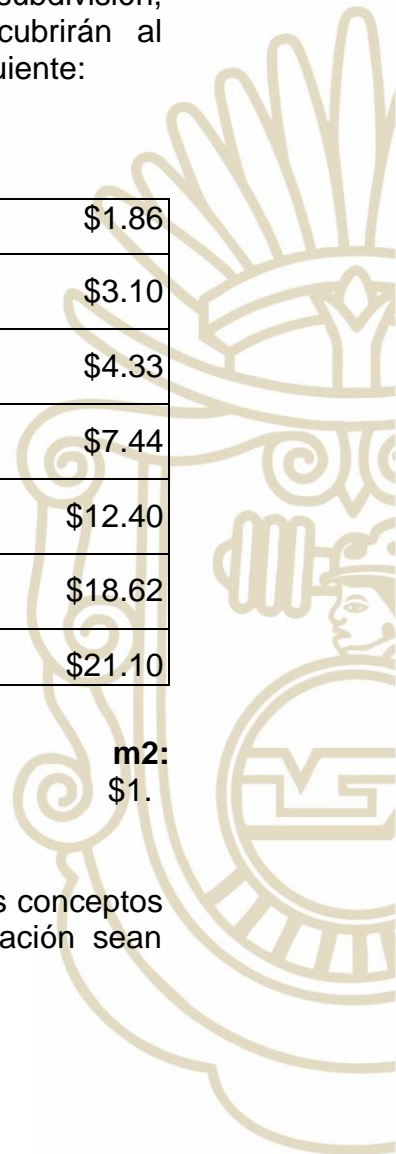 subdivisión,
cubrirán al
uiente:
$1.86
$3.10
$4.33
$7.44
$12.40
$18.62
$21.10
m2:
$1.
s conceptos
ación sean